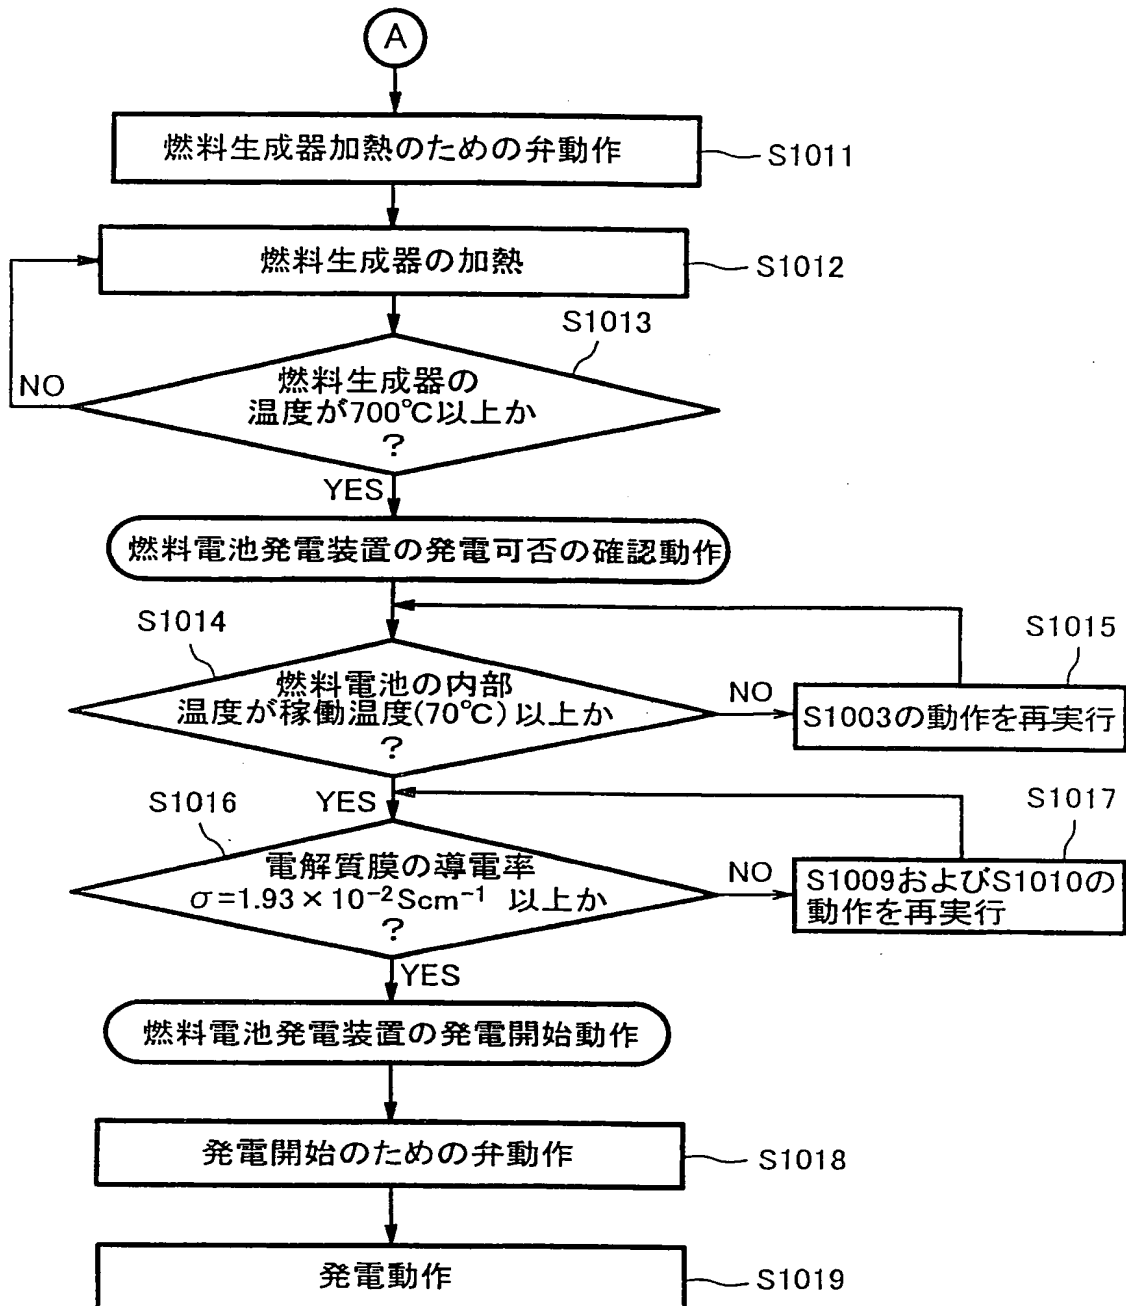 A
燃料生成器加熱のための弁動作
S1011
燃料生成器の加熱
S1012
S1013
燃料生成器の
温度が700℃以上か
?
NO
YES
燃料電池発電装置の発電可否の確認動作
S1014
燃料電池の内部
温度が稼働温度(70℃)以上か
?
NO
S1015
S1003の動作を再実行
YES
S1016
電解質膜の導電率
σ=1.93×10⁻²Scm⁻¹ 以上か
?
NO
S1017
S1009およびS1010の
動作を再実行
YES
燃料電池発電装置の発電開始動作
発電開始のための弁動作
S1018
発電動作
S1019